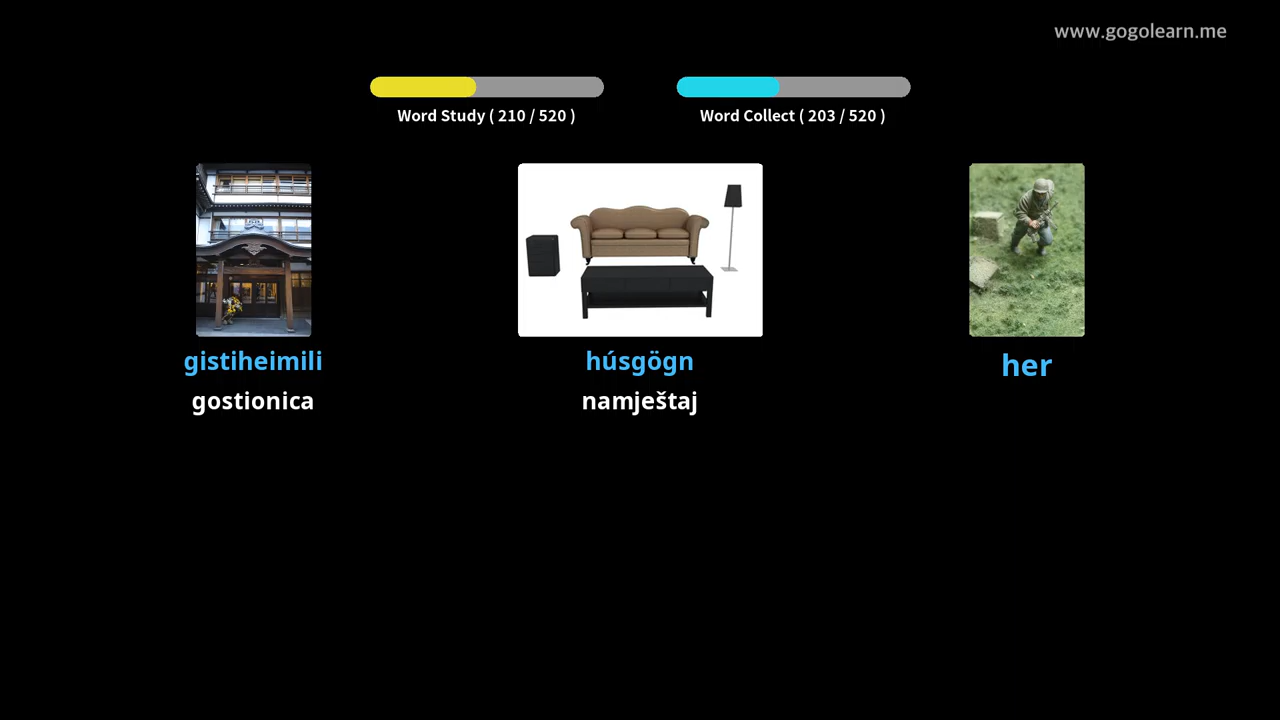 www.gogolearn.me
Word Study ( 210 / 520 )
Word Collect ( 203 / 520 )
gistiheimili
húsgögn
her
gostionica
namještaj